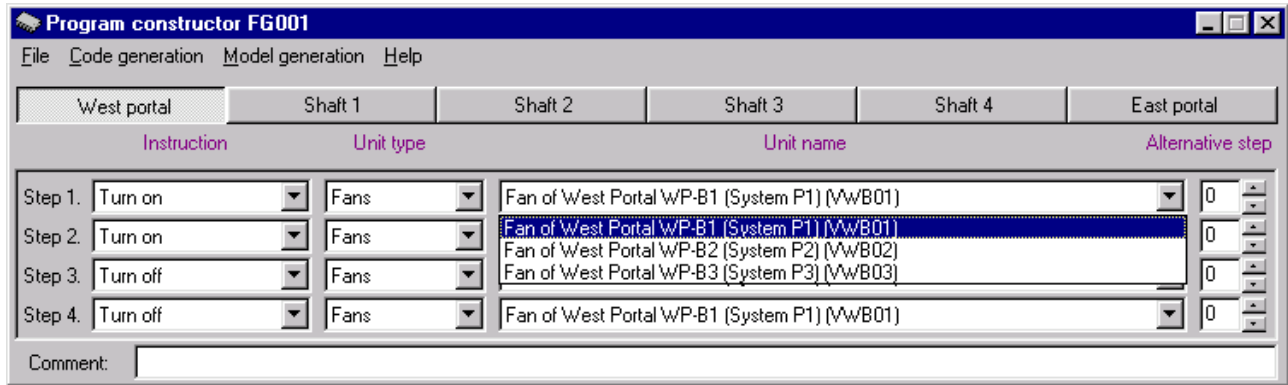 Program constructor FG001
File Code generation Model generation Help
West portal Shaft 1 Shaft 2 Shaft 3 Shaft 4 East portal
Instruction Unit type Unit name Alternative step
Step 1. Turn on Fans Fan of West Portal WP-B1 (System P1) (VWB01) 0
Step 2. Turn on Fans Fan of West Portal WP-B1 (System P1) (VWB01) 0
Fan of West Portal WP-B2 (System P2) (VWB02)
Step 3. Turn off Fans Fan of West Portal WP-B3 (System P3) (VWB03) 0
Step 4. Turn off Fans Fan of West Portal WP-B1 (System P1) (VWB01) 0
Comment: